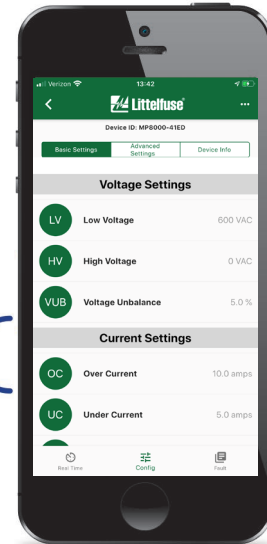 Verizon 13:42
Littelfuse®
Device ID: MP8000-41ED
Basic Settings Advanced Settings Device Info
Voltage Settings
LV Low Voltage 600 VAC
HV High Voltage 0 VAC
VUB Voltage Unbalance 5.0 %
Current Settings
OC Over Current 10.0 amps
UC Under Current 5.0 amps
Real Time Config Fault